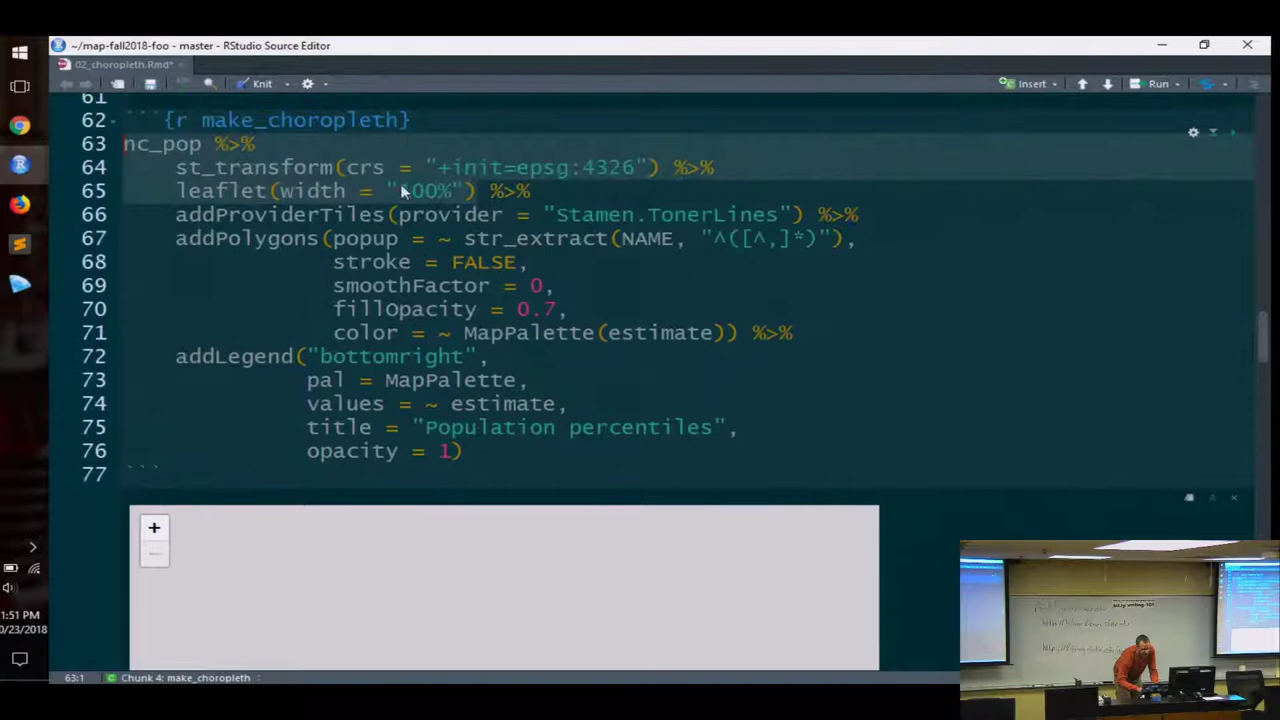 ~/map-fall2018-foo - master - RStudio Source Editor
02_choropleth.Rmd*
Knit
Insert
Run
61
62 ```{r make_choropleth}
63 nc_pop %>%
64 st_transform(crs = "+init=epsg:4326") %>%
65 leaflet(width = "100%") %>%
66 addProviderTiles(provider = "Stamen.TonerLines") %>%
67 addPolygons(popup = ~ str_extract(NAME, "^([^,]*)"),
68 stroke = FALSE,
69 smoothFactor = 0,
70 fillOpacity = 0.7,
71 color = ~ MapPalette(estimate)) %>%
72 addLegend("bottomright",
73 pal = MapPalette,
74 values = ~ estimate,
75 title = "Population percentiles",
76 opacity = 1)
77 ```
+
−
1:51 PM
0/23/2018
63:1 Chunk 4: make_choropleth